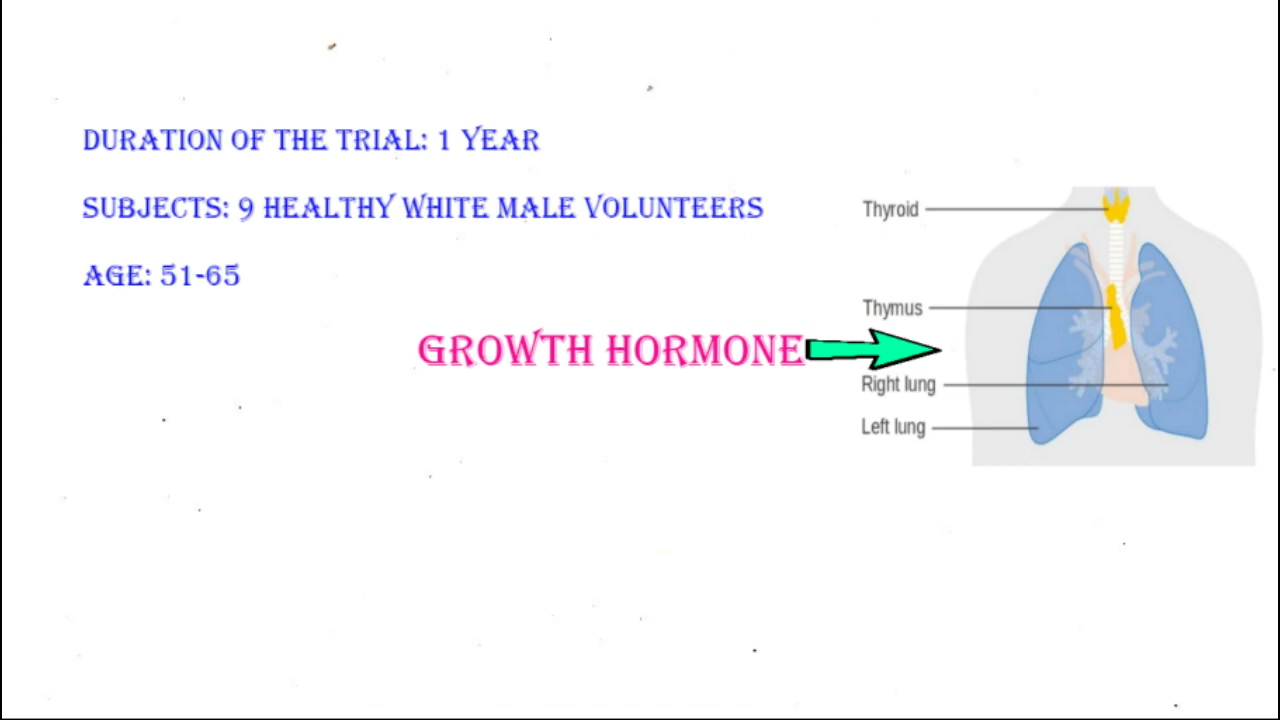 DURATION OF THE TRIAL: 1 YEAR
SUBJECTS: 9 HEALTHY WHITE MALE VOLUNTEERS
AGE: 51-65
GROWTH HORMONE
Thyroid
Thymus
Right lung
Left lung